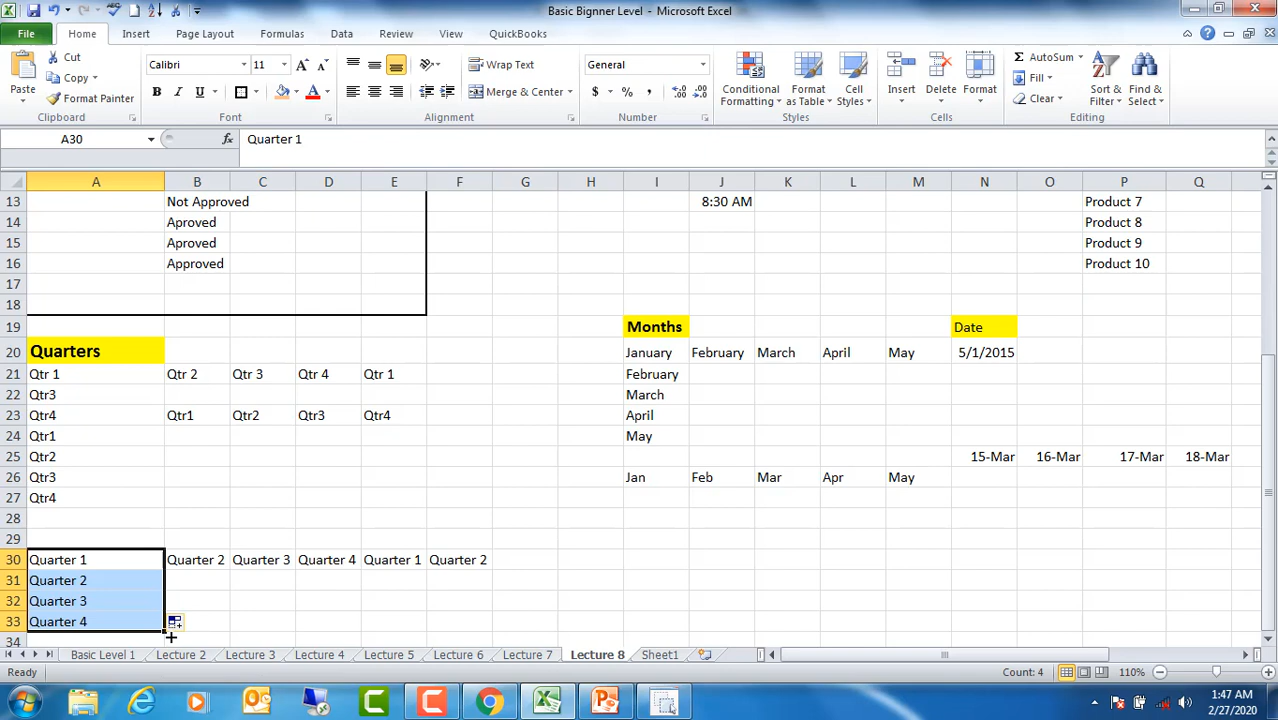 Basic Bignner Level - Microsoft Excel
File Home Insert Page Layout Formulas Data Review View QuickBooks
Cut Calibri 11 Wrap Text General AutoSum
Copy Fill
Paste Format Painter Merge & Center $ % , Conditional Formatting Format as Table Cell Styles Insert Delete Format Clear Sort & Filter Find & Select
Clipboard Font Alignment Number Styles Cells Editing
A30 fx Quarter 1
A B C D E F G H I J K L M N O P Q
13 Not Approved 8:30 AM Product 7
14 Aproved Product 8
15 Aproved Product 9
16 Approved Product 10
17
18
19 Months Date
20 Quarters January February March April May 5/1/2015
21 Qtr 1 Qtr 2 Qtr 3 Qtr 4 Qtr 1 February
22 Qtr3 March
23 Qtr4 Qtr1 Qtr2 Qtr3 Qtr4 April
24 Qtr1 May
25 Qtr2 15-Mar 16-Mar 17-Mar 18-Mar
26 Qtr3 Jan Feb Mar Apr May
27 Qtr4
28
29
30 Quarter 1 Quarter 2 Quarter 3 Quarter 4 Quarter 1 Quarter 2
31 Quarter 2
32 Quarter 3
33 Quarter 4
34
Basic Level 1 Lecture 2 Lecture 3 Lecture 4 Lecture 5 Lecture 6 Lecture 7 Lecture 8 Sheet1
Ready Count: 4 110%
1:47 AM
2/27/2020